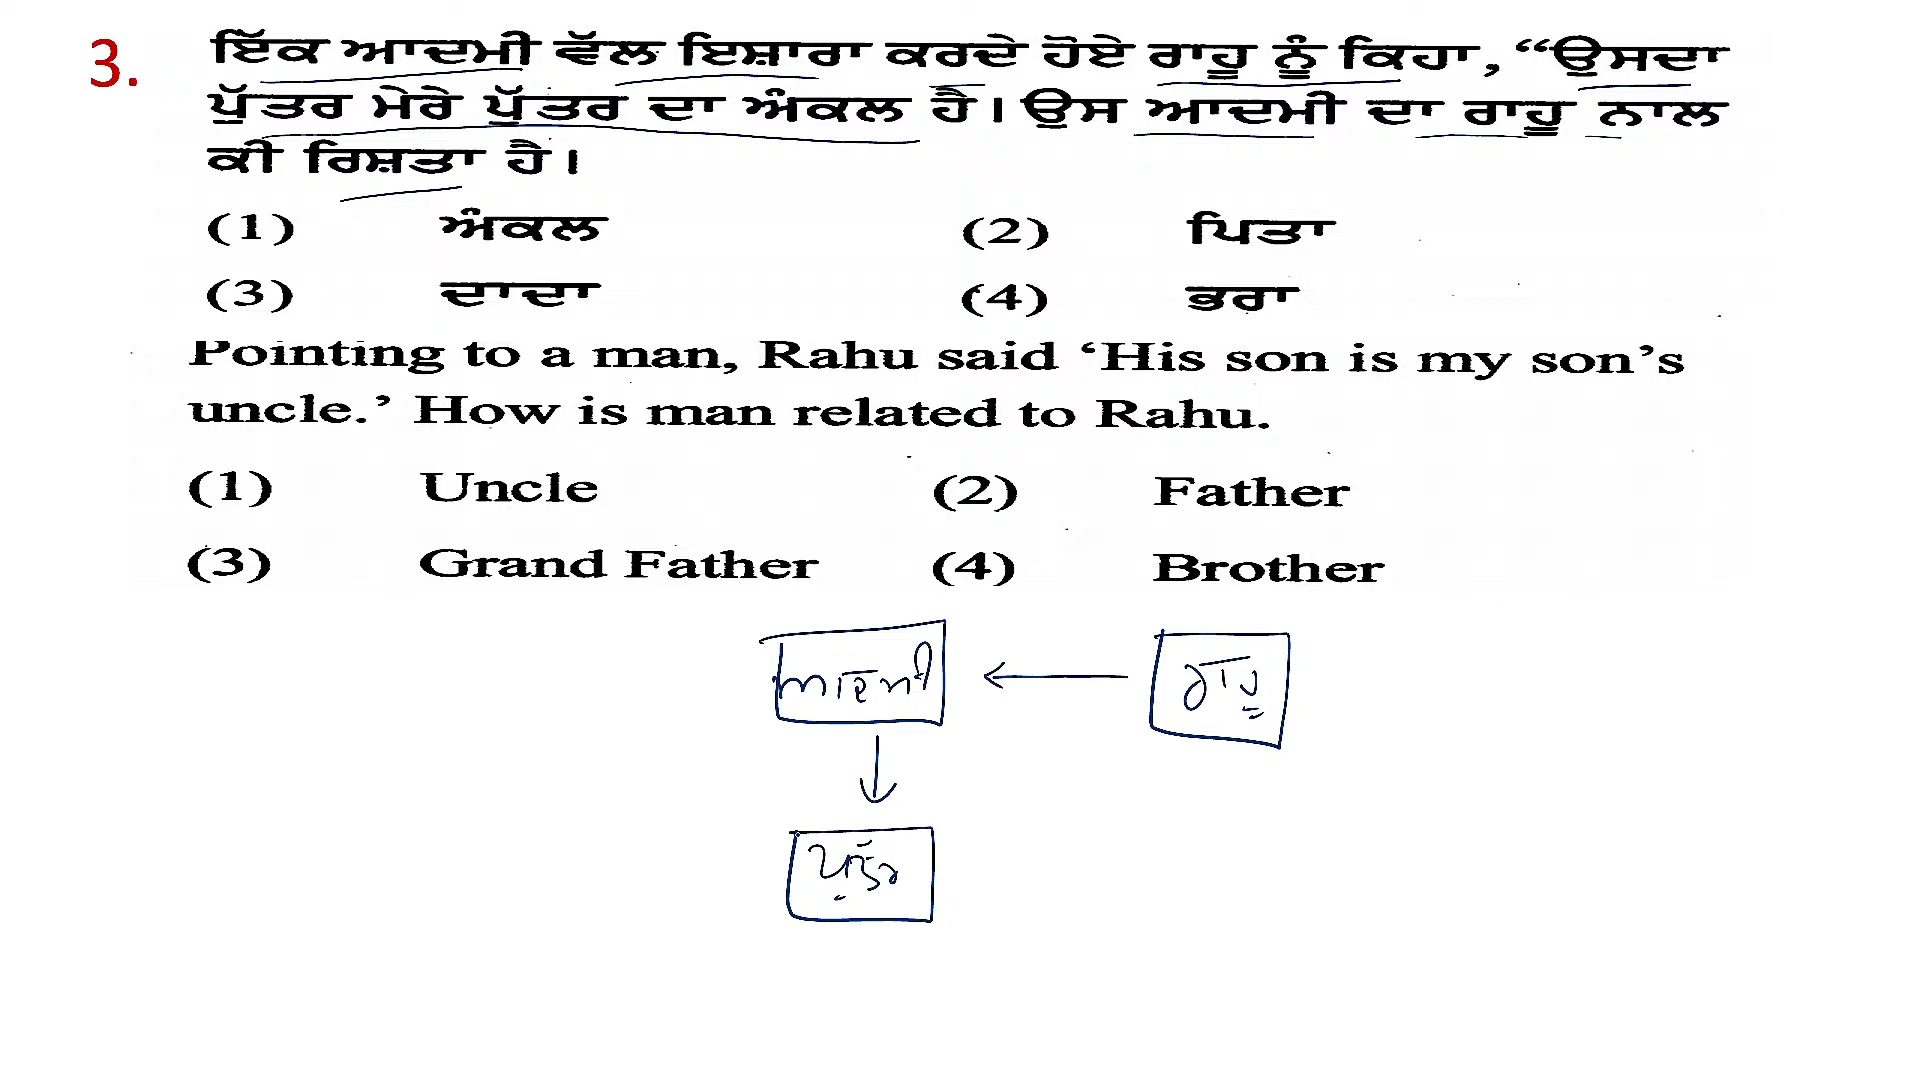 3.
ਇੱਕ ਆਦਮੀ ਵੱਲ ਇਸ਼ਾਰਾ ਕਰਦੇ ਹੋਏ ਰਾਹੂ ਨੂੰ ਕਿਹਾ, “ਉਸਦਾ
ਪੁੱਤਰ ਮੇਰੇ ਪੁੱਤਰ ਦਾ ਅੰਕਲ ਹੈ। ਉਸ ਆਦਮੀ ਦਾ ਰਾਹੂ ਨਾਲ
ਕੀ ਰਿਸ਼ਤਾ ਹੈ।
(1) ਅੰਕਲ (2) ਪਿਤਾ
(3) ਦਾਦਾ (4) ਭਰਾ
Pointing to a man, Rahu said ‘His son is my son’s
uncle.’ How is man related to Rahu.
(1) Uncle (2) Father
(3) Grand Father (4) Brother
ਆਦਮੀ ਰਾਹੂ
ਪੁੱਤਰ